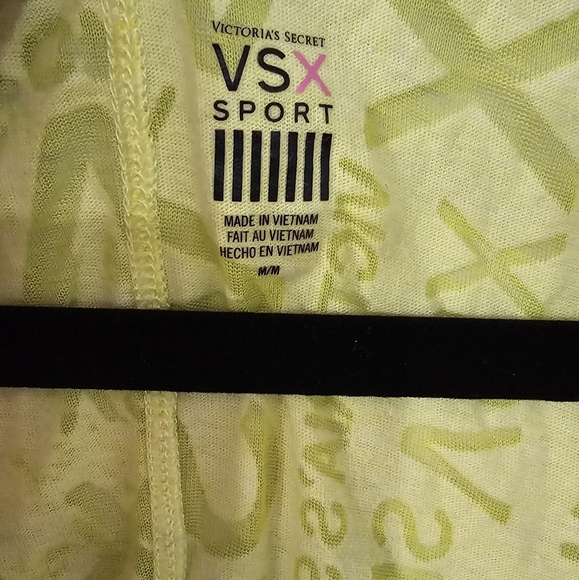 VICTORIA'S SECRET
VSX
SPORT
MADE IN VIETNAM
FAIT AU VIETNAM
HECHO EN VIETNAM
M/M